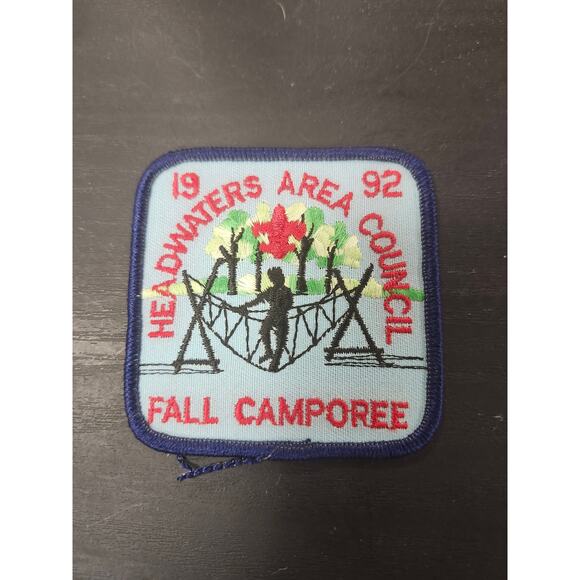 19 92
HEADWATERS AREA COUNCIL
FALL CAMPOREE